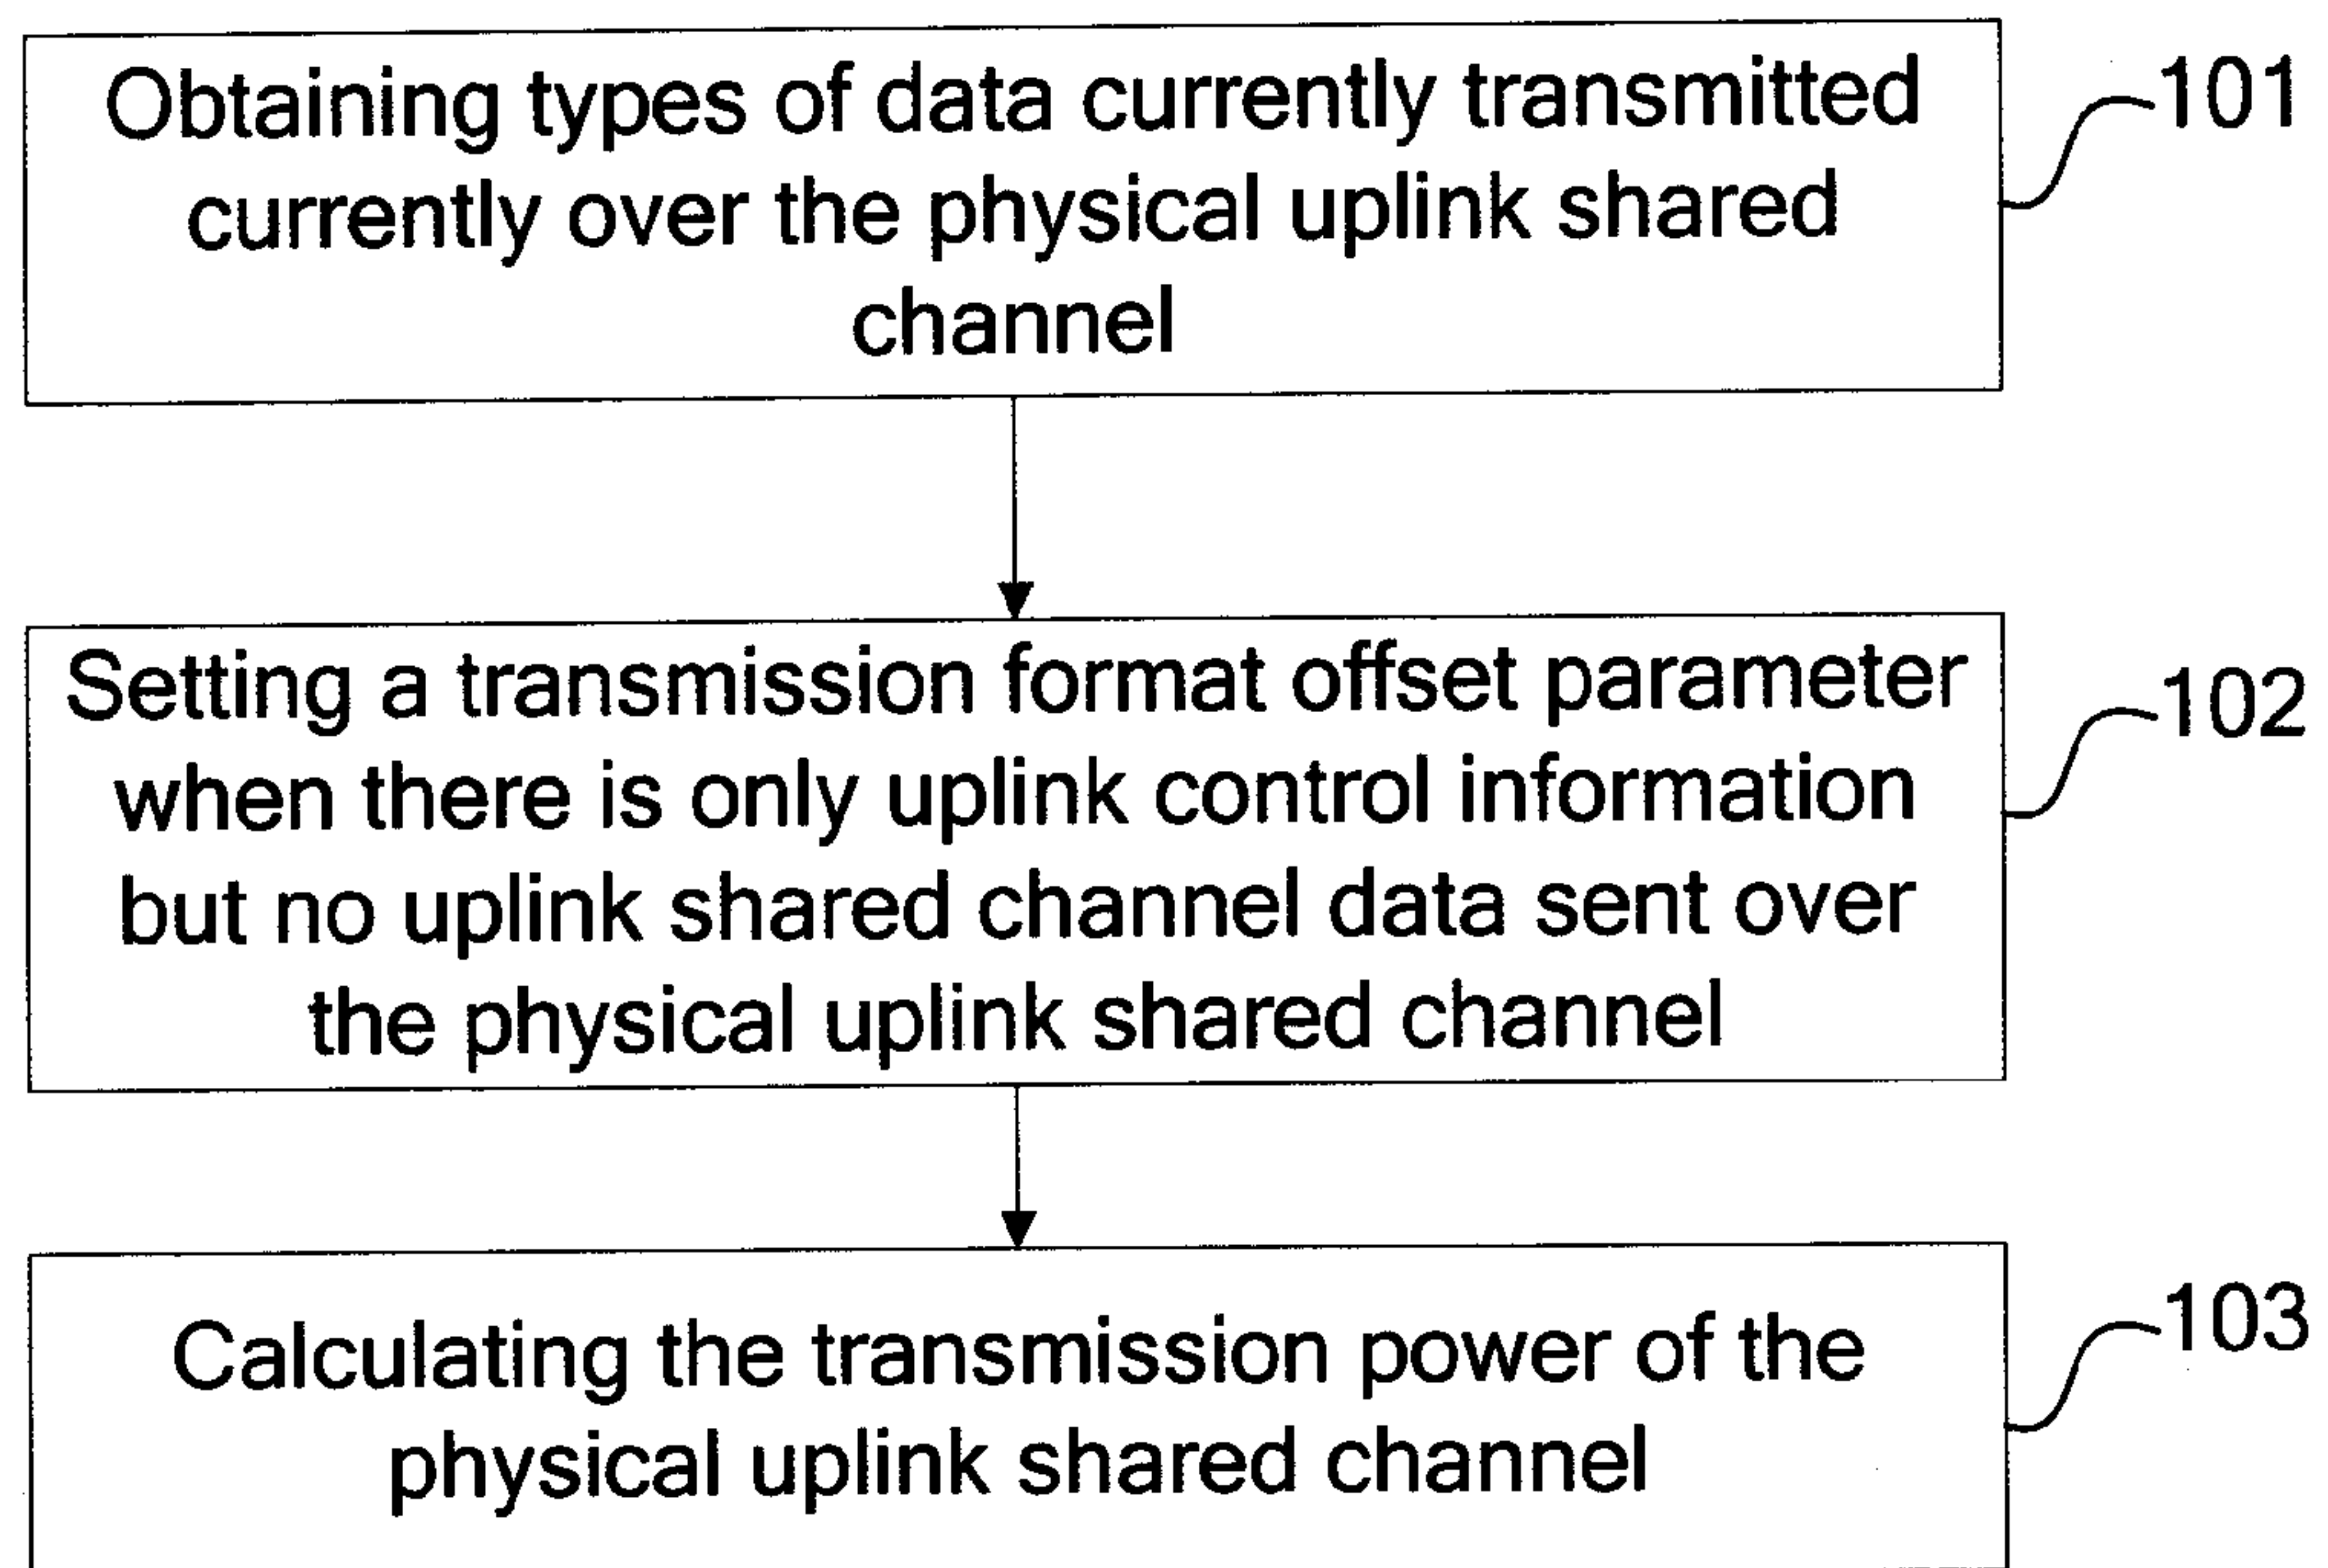 Obtaining types of data currently transmitted
currently over the physical uplink shared
channel
101
Setting a transmission format offset parameter
when there is only uplink control information
but no uplink shared channel data sent over
the physical uplink shared channel
102
Calculating the transmission power of the
physical uplink shared channel
103